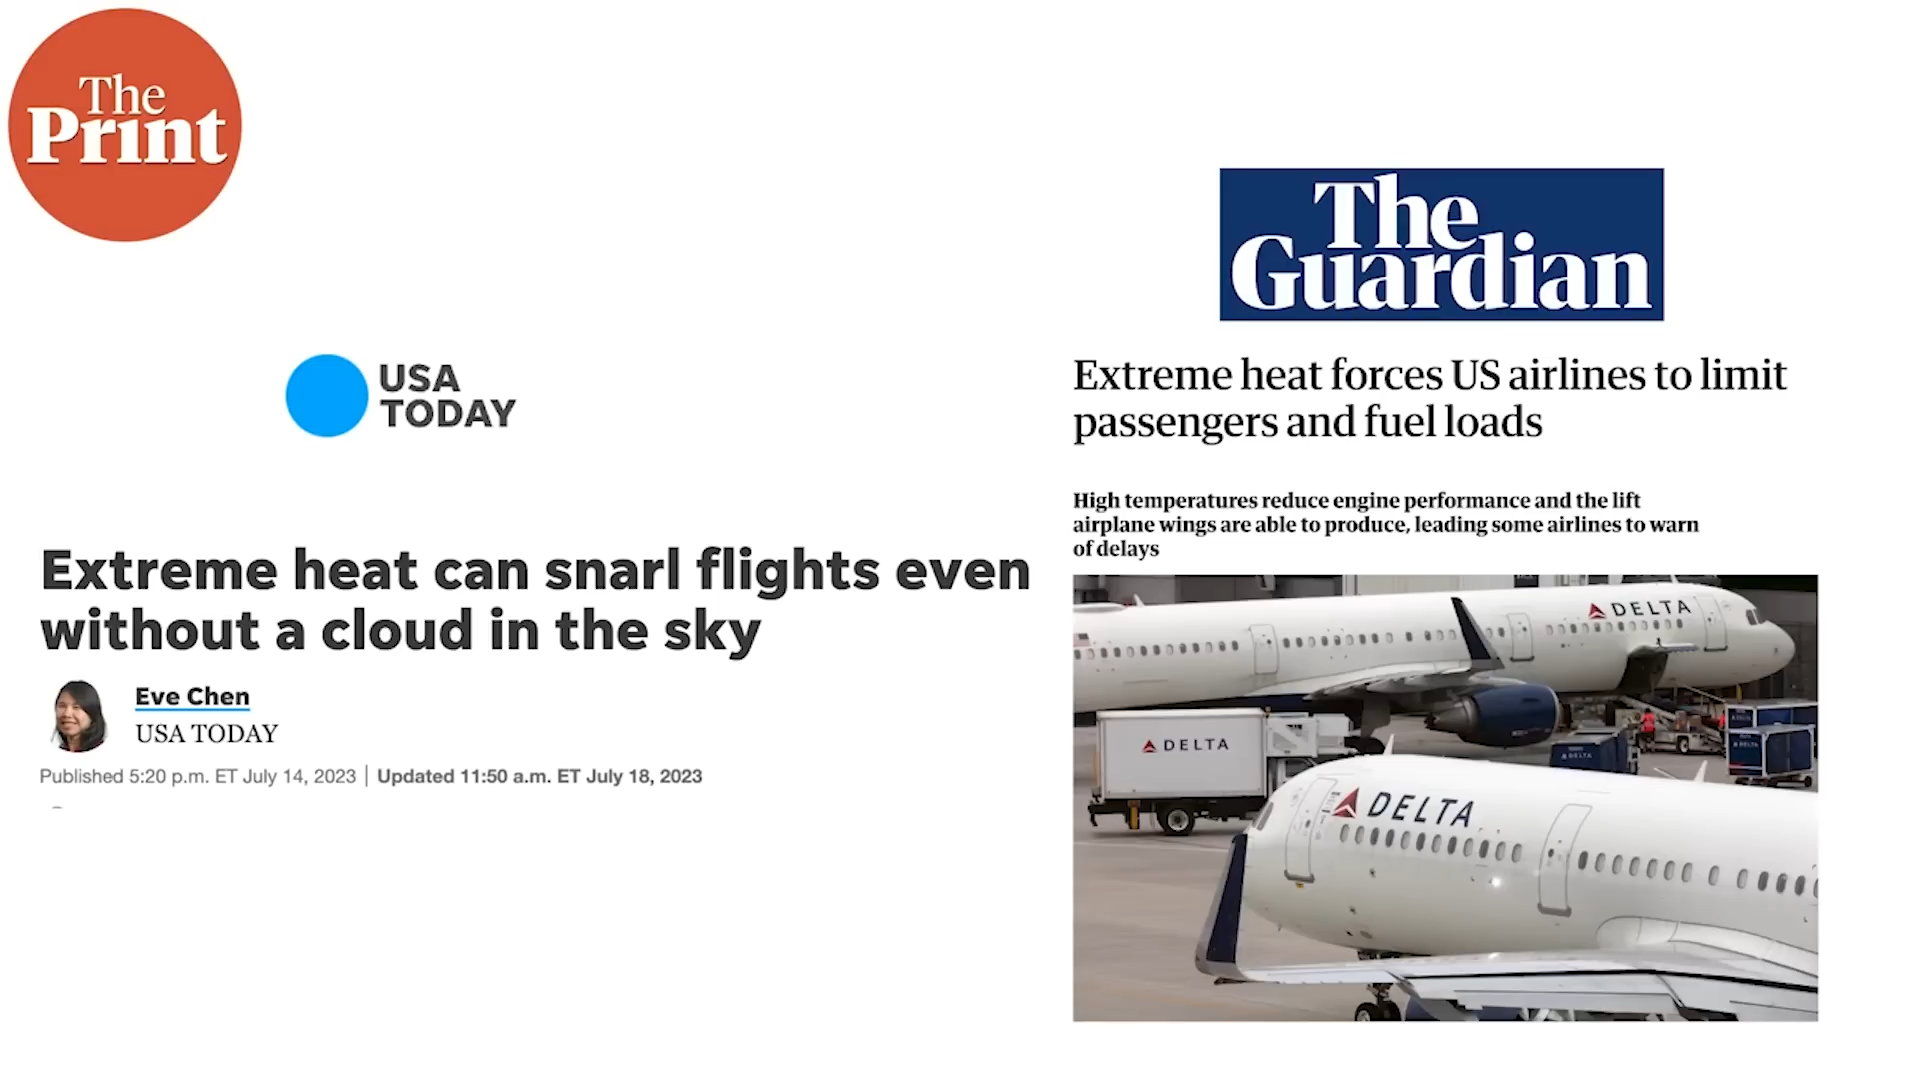 The
Print
USA
TODAY
Extreme heat can snarl flights even
without a cloud in the sky
Eve Chen
USA TODAY
Published 5:20 p.m. ET July 14, 2023 | Updated 11:50 a.m. ET July 18, 2023
The
Guardian
Extreme heat forces US airlines to limit
passengers and fuel loads
High temperatures reduce engine performance and the lift
airplane wings are able to produce, leading some airlines to warn
of delays
DELTA
DELTA
DELTA
DELTA
DELTA